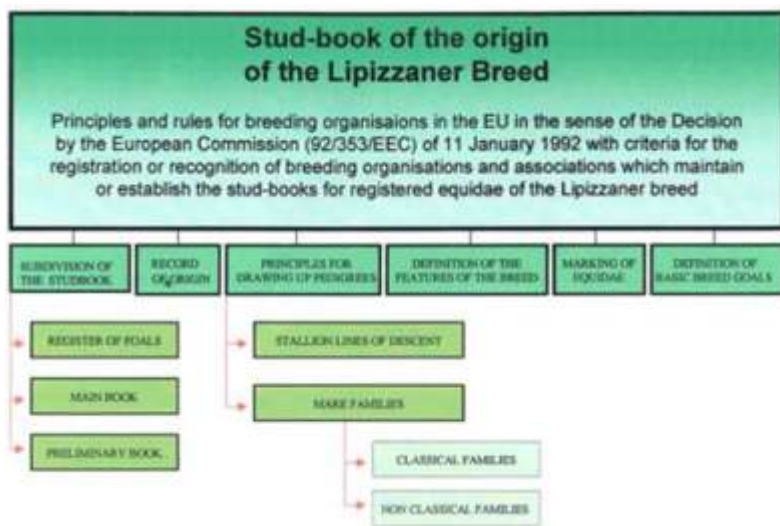 Stud-book of the origin
of the Lipizzaner Breed
Principles and rules for breeding organisaions in the EU in the sense of the Decision
by the European Commission (92/353/EEC) of 11 January 1992 with criteria for the
registration or recognition of breeding organisations and associations which maintain
or establish the stud-books for registered equidae of the Lipizzaner breed
SUBDIVISION OF
THE STUDBOOK
RECORD
OF ORIGIN
PRINCIPLES FOR
DRAWING UP PEDIGREES
DEFINITION OF THE
FEATURES OF THE BREED
MARKING OF
EQUIDAE
DEFINITION OF
BASIC BREED GOALS
REGISTER OF FOALS
STALLION LINES OF DESCENT
MAIN BOOK
MARE FAMILIES
PRELIMINARY BOOK
CLASSICAL FAMILIES
NON CLASSICAL FAMILIES